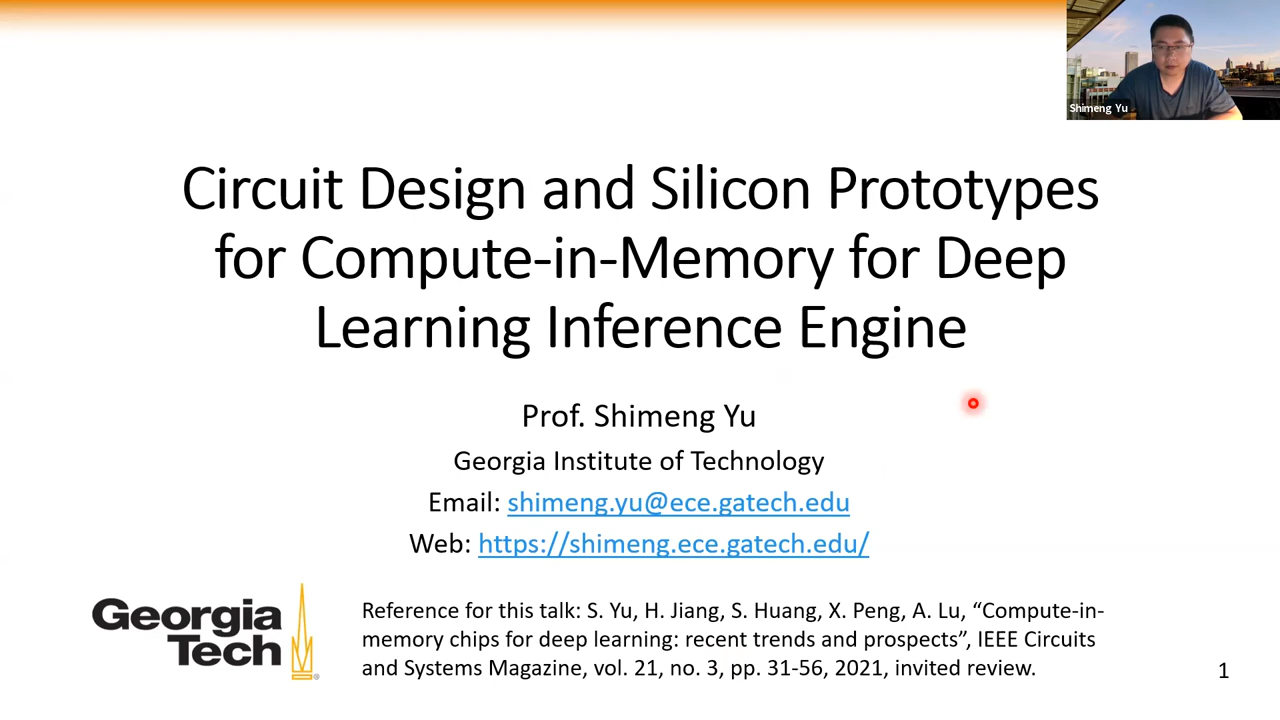 Shimeng Yu
Circuit Design and Silicon Prototypes
for Compute-in-Memory for Deep
Learning Inference Engine
Prof. Shimeng Yu
Georgia Institute of Technology
Email: shimeng.yu@ece.gatech.edu
Web: https://shimeng.ece.gatech.edu/
Georgia
Tech
Reference for this talk: S. Yu, H. Jiang, S. Huang, X. Peng, A. Lu, “Compute-in-
memory chips for deep learning: recent trends and prospects”, IEEE Circuits
and Systems Magazine, vol. 21, no. 3, pp. 31-56, 2021, invited review.
1